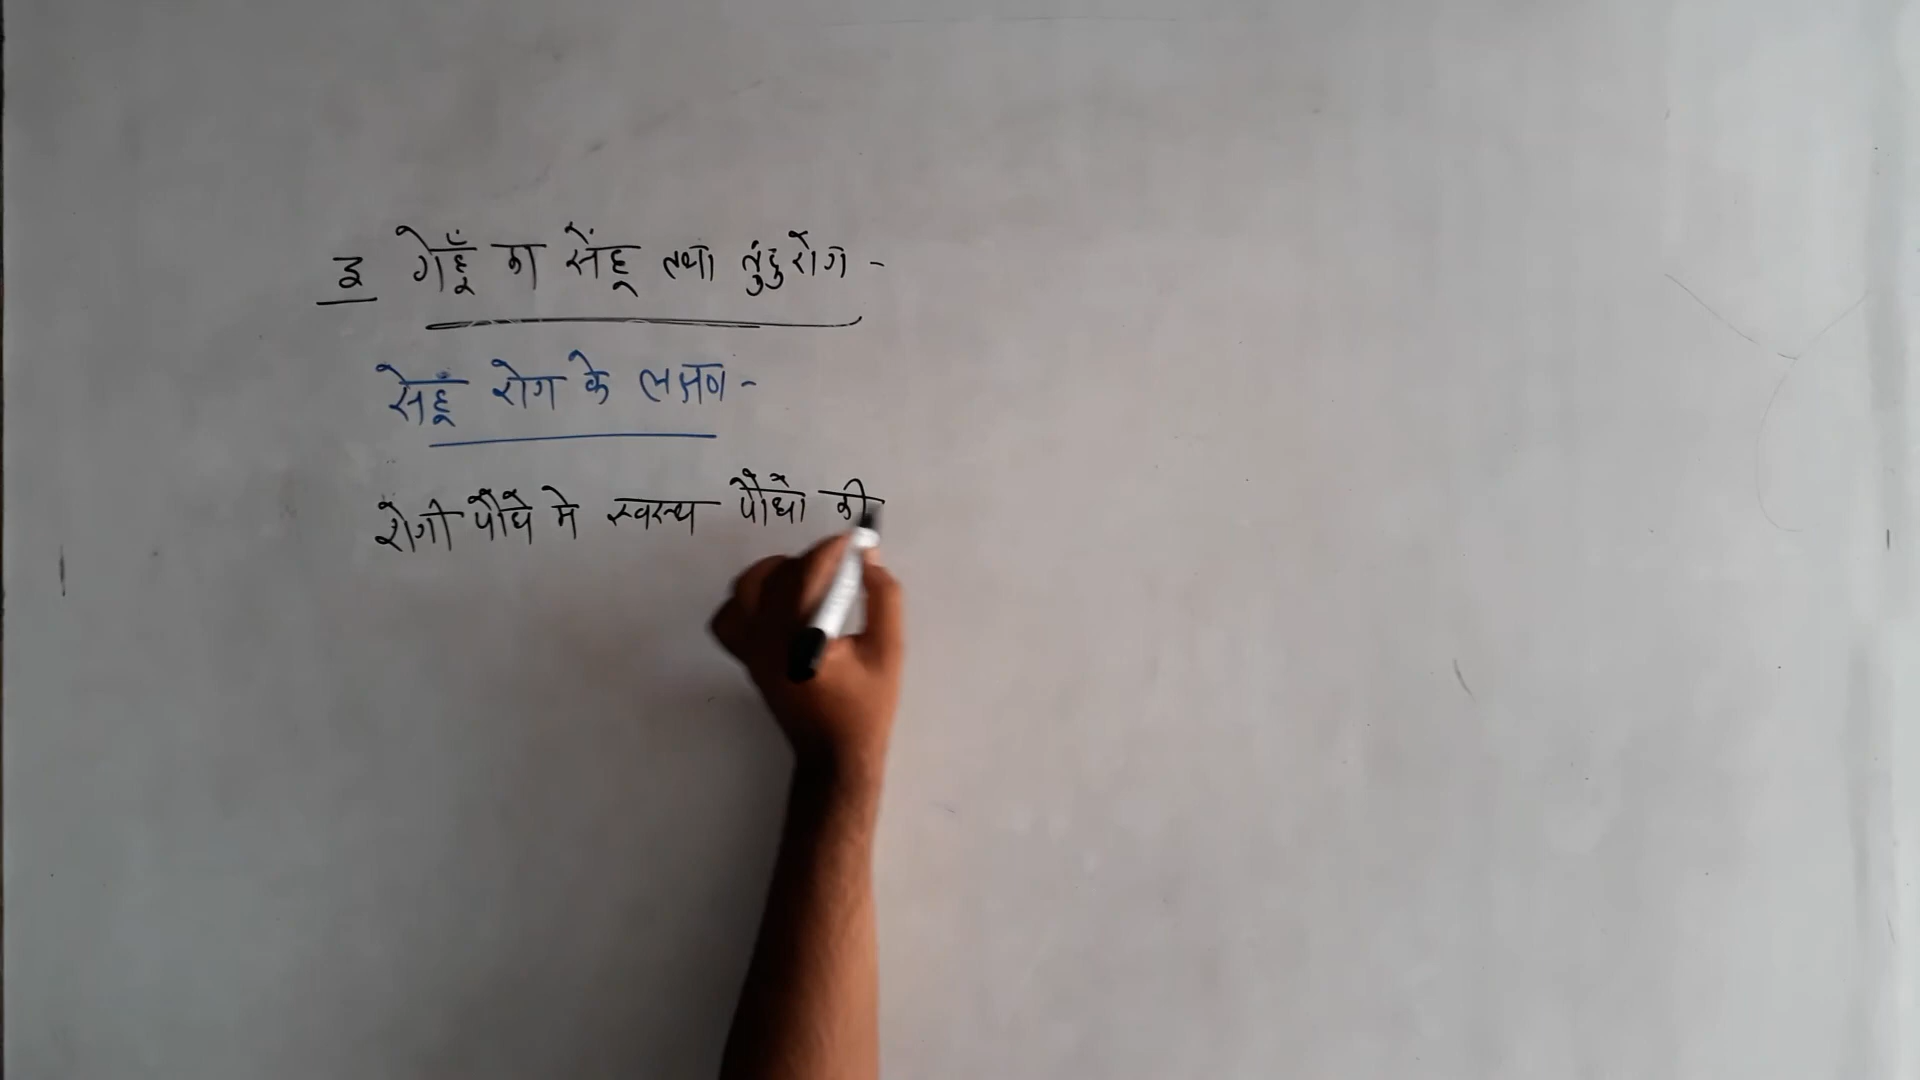 3 गेहूँ का सेंहू तथा तुंदु रोग -
सेहूँ रोग के लक्षण -
रोगी पौधे मे स्वस्थ पौधो की